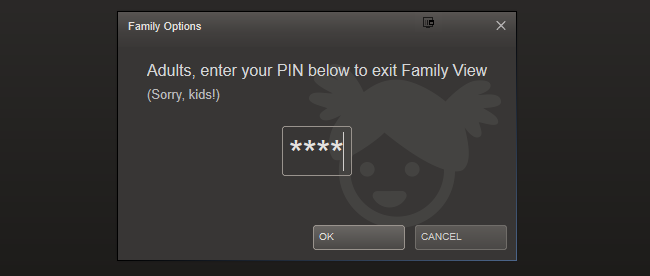 Family Options
Adults, enter your PIN below to exit Family View
(Sorry, kids!)
****
OK
CANCEL